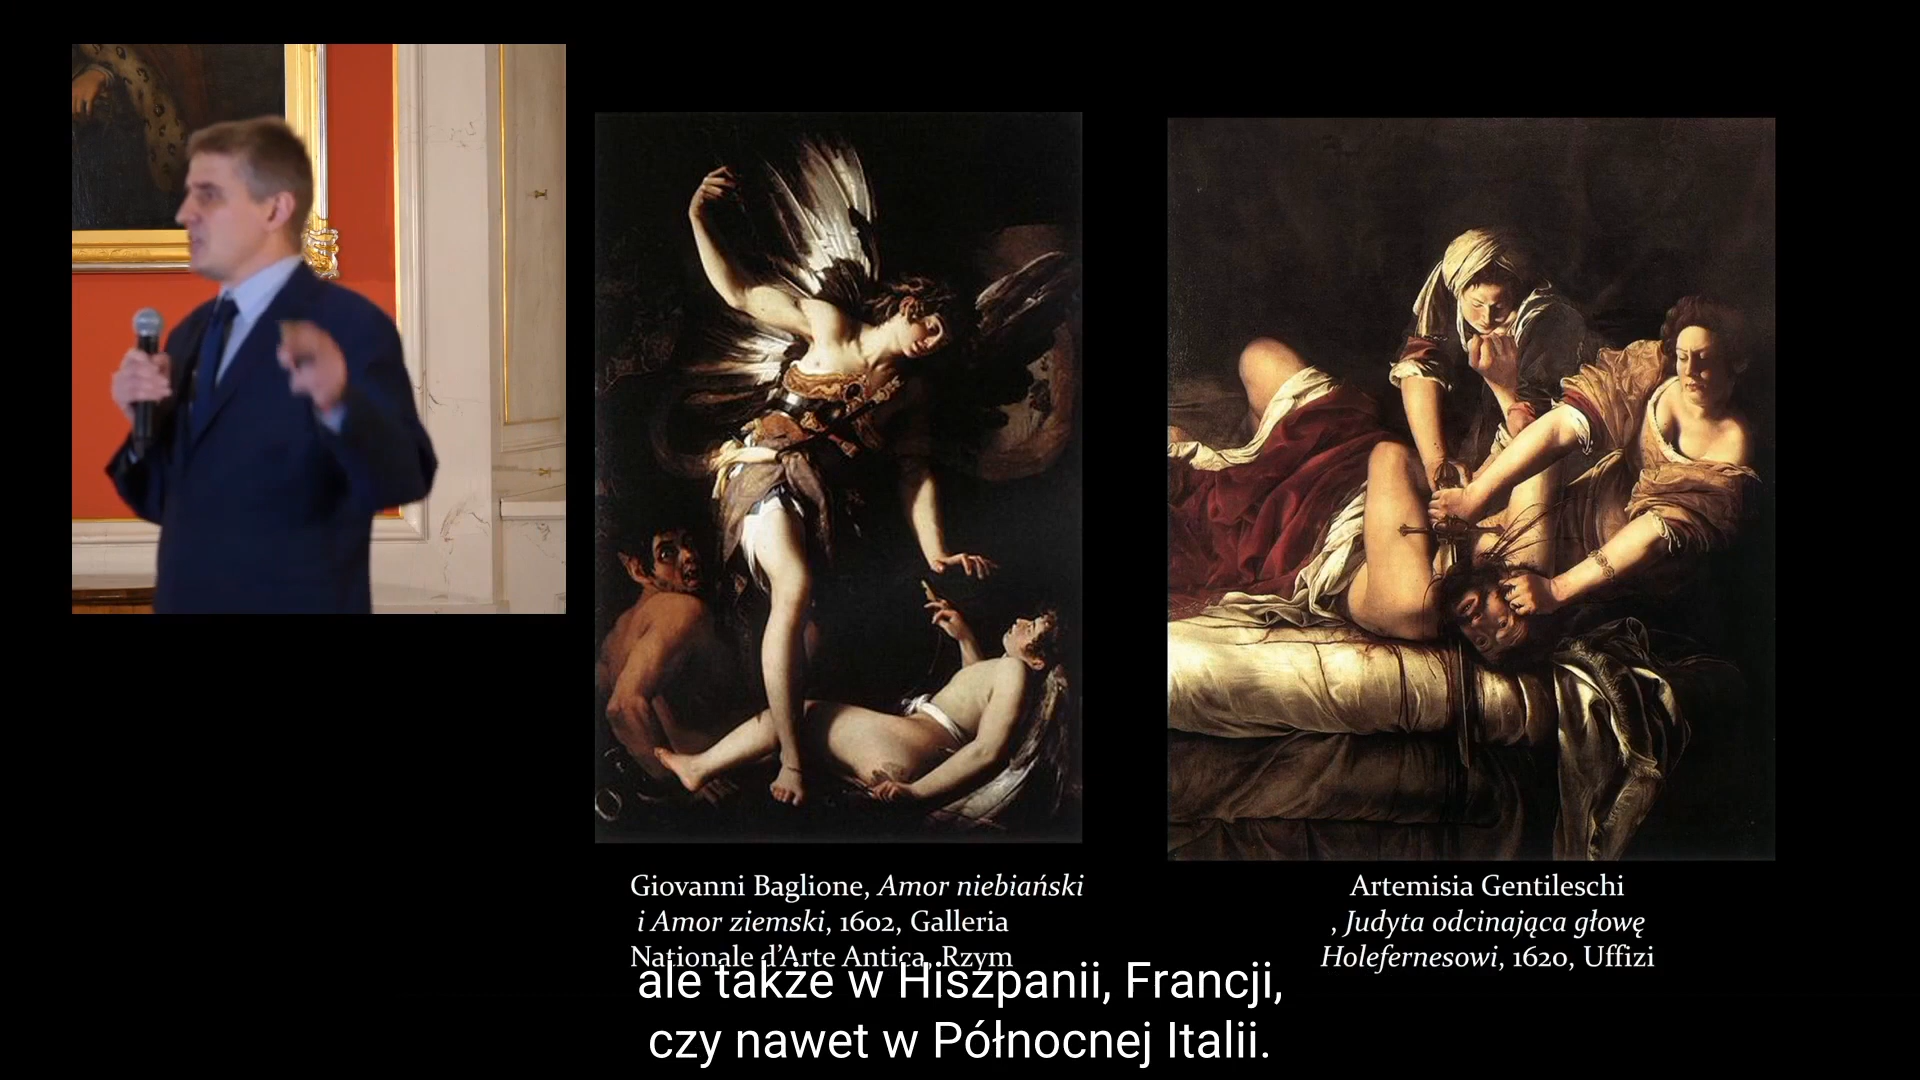 Giovanni Baglione, Amor niebiański
i Amor ziemski, 1602, Galleria
Nationale d'Arte Antica, Rzym
Artemisia Gentileschi
, Judyta odcinająca głowę
Holefernesowi, 1620, Uffizi
ale także w Hiszpanii, Francji,
czy nawet w Północnej Italii.